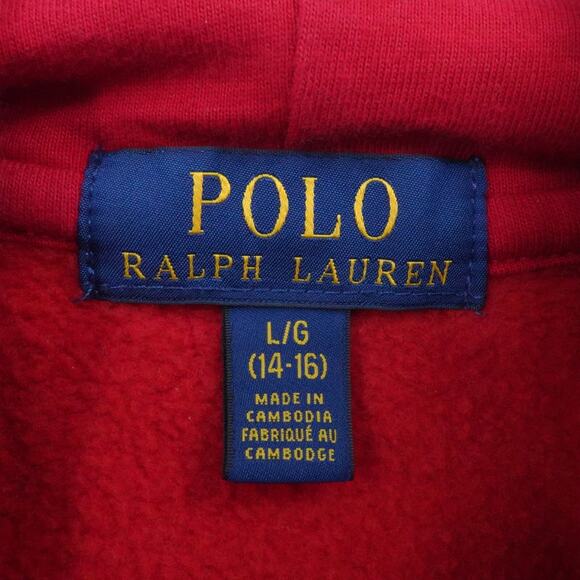 POLO
RALPH LAUREN
L/G
(14-16)
MADE IN
CAMBODIA
FABRIQUÉ AU
CAMBODGE